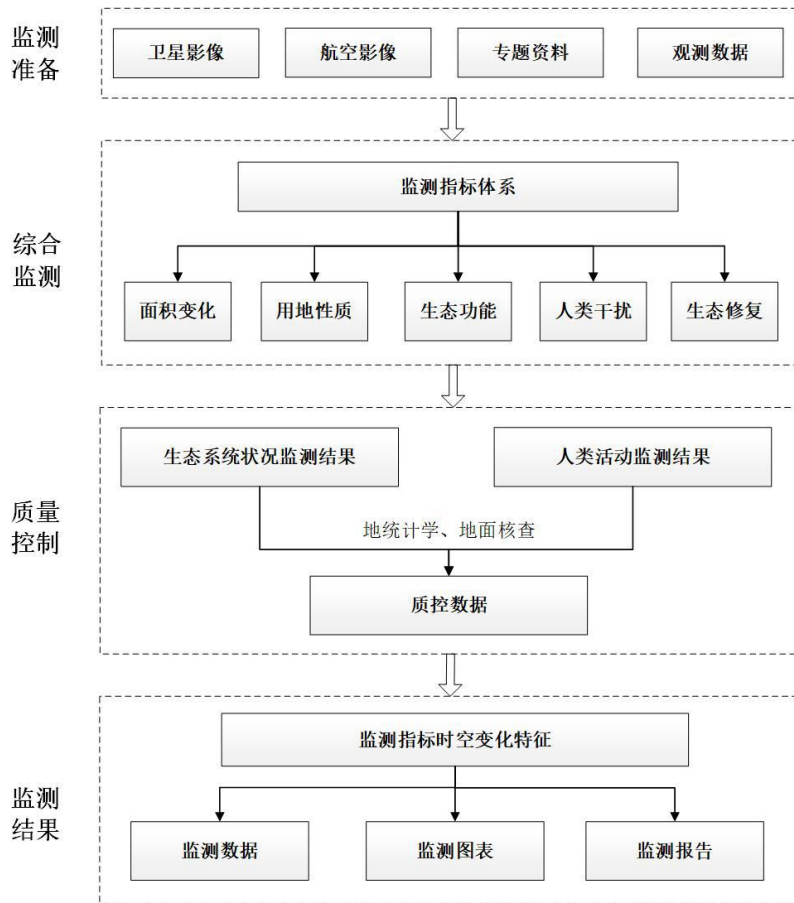 监测
准备
卫星影像
航空影像
专题资料
观测数据
综合
监测
监测指标体系
面积变化
用地性质
生态功能
人类干扰
生态修复
质量
控制
生态系统状况监测结果
人类活动监测结果
地统计学、地面核查
质控数据
监测
结果
监测指标时空变化特征
监测数据
监测图表
监测报告